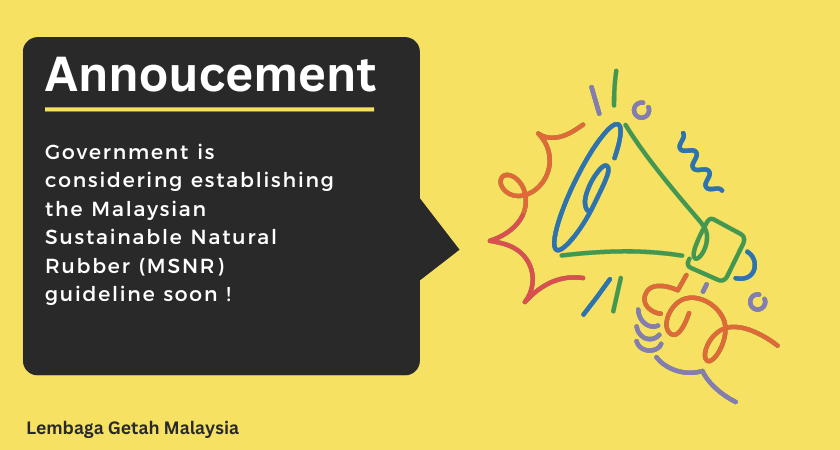 Annoucement
Government is
considering establishing
the Malaysian
Sustainable Natural
Rubber (MSNR)
guideline soon !
Lembaga Getah Malaysia